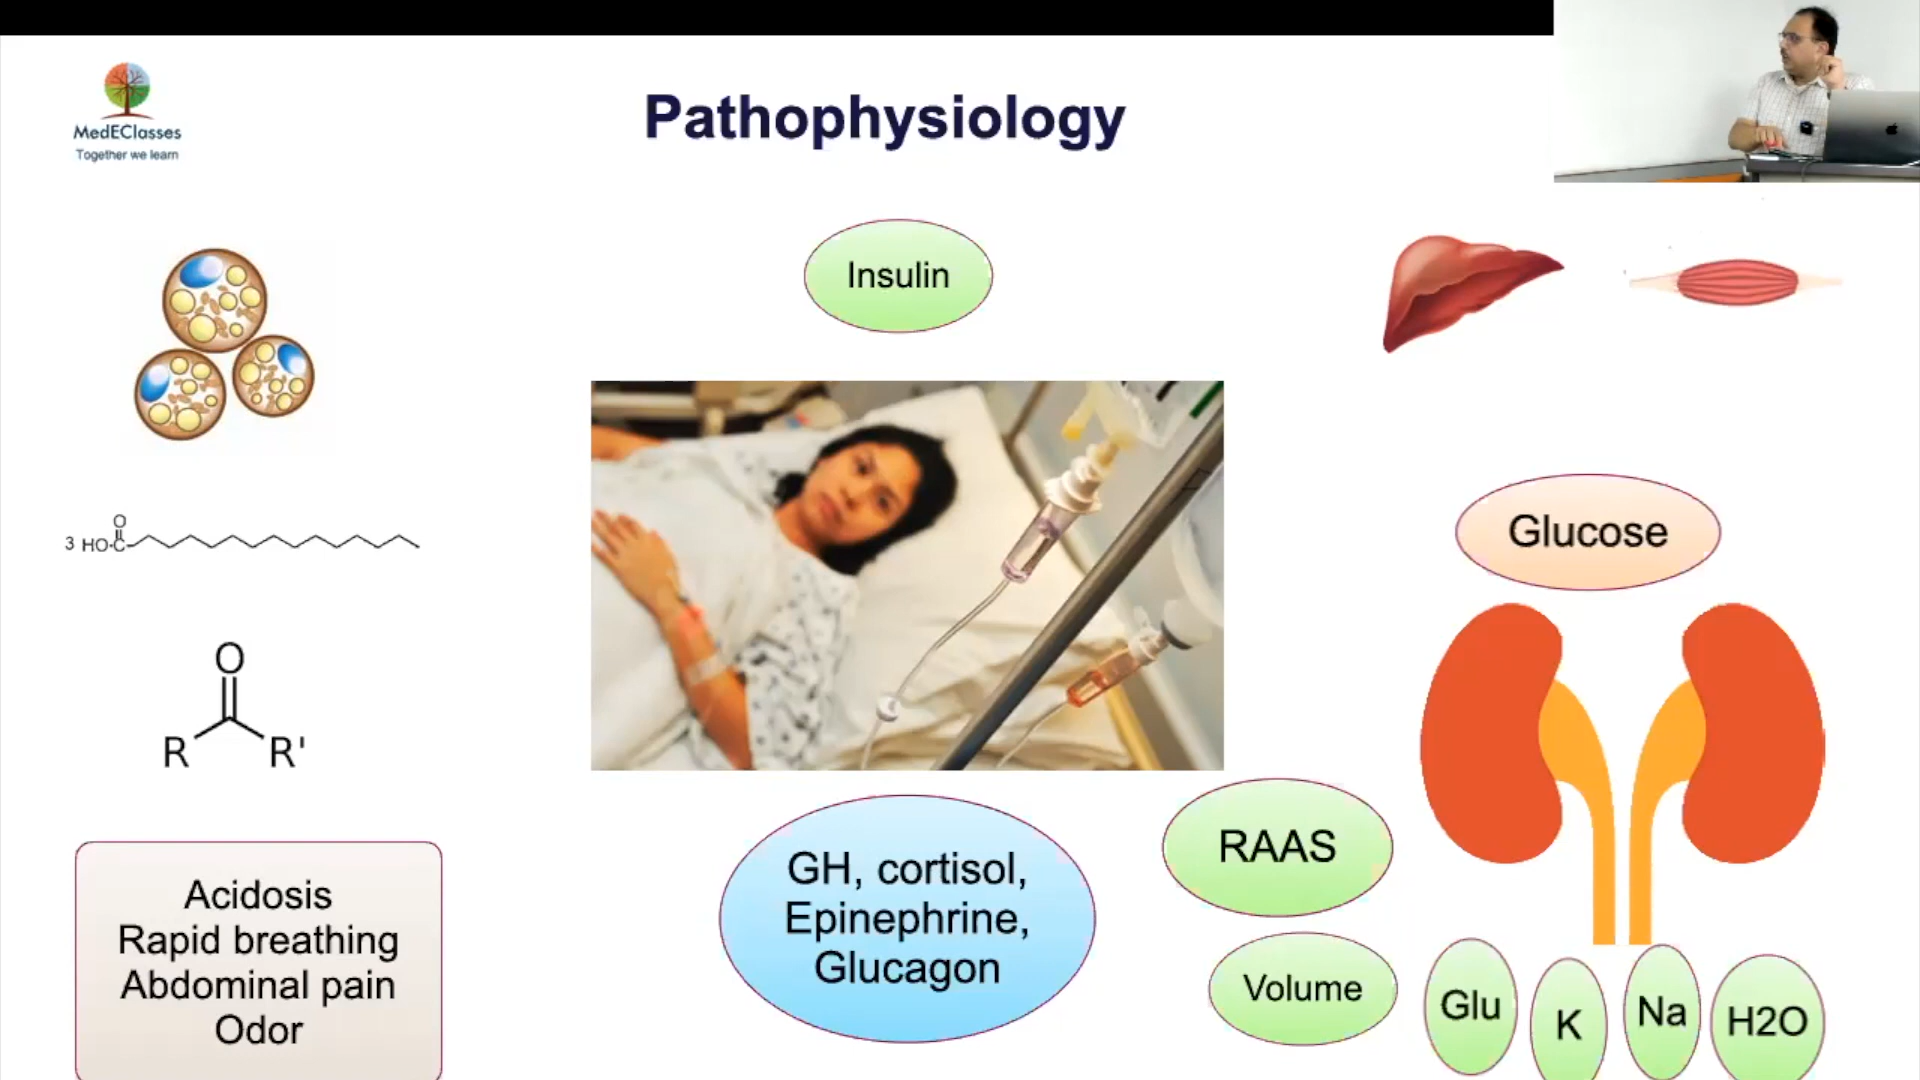 MedEClasses
Together we learn
Pathophysiology
Insulin
Glucose
3 HO-C
O
O
R R'
Acidosis
Rapid breathing
Abdominal pain
Odor
GH, cortisol,
Epinephrine,
Glucagon
RAAS
Volume
Glu
K
Na
H2O